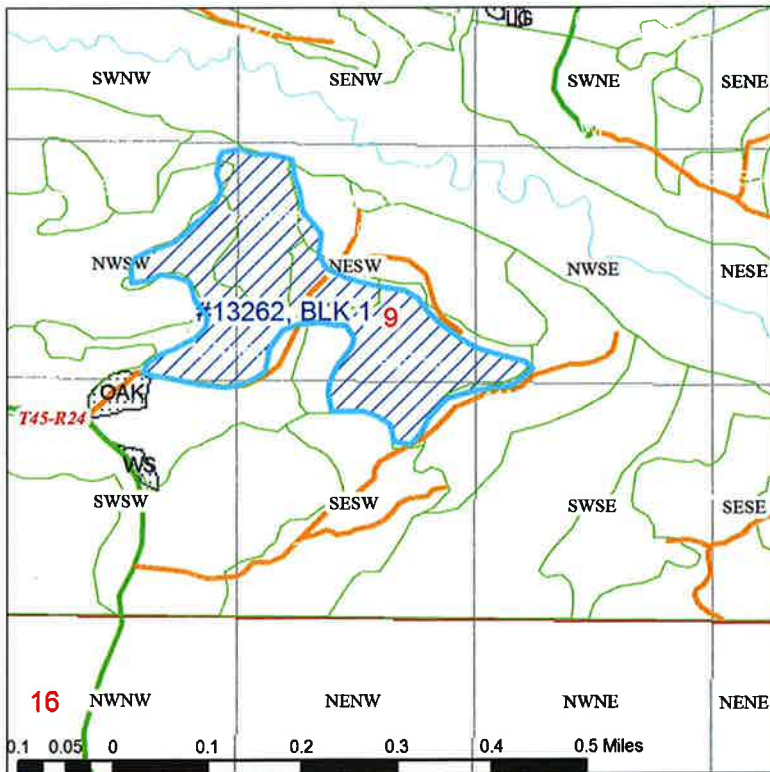 LKG
SWNW SENW SWNE SENE
NWSW NESW NWSE NESE
#13262, BLK 1 9
OAK
T45-R24
WS
SWSW SESW SWSE SESE
16 NWNW NENW NWNE NENE
0.1 0.05 0 0.1 0.2 0.3 0.4 0.5 Miles